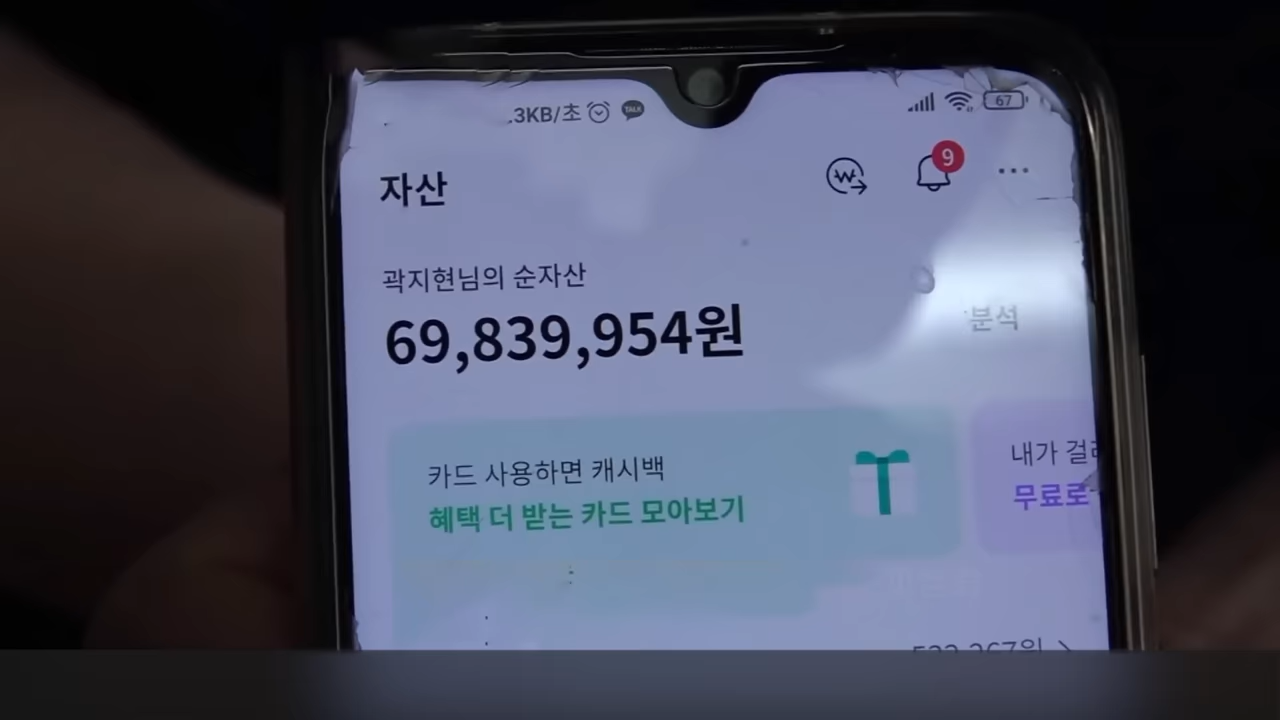 .3KB/초 TALK 67
자산 9
곽지현님의 순자산
69,839,954원
분석
카드 사용하면 캐시백
혜택 더 받는 카드 모아보기
내가
무료로